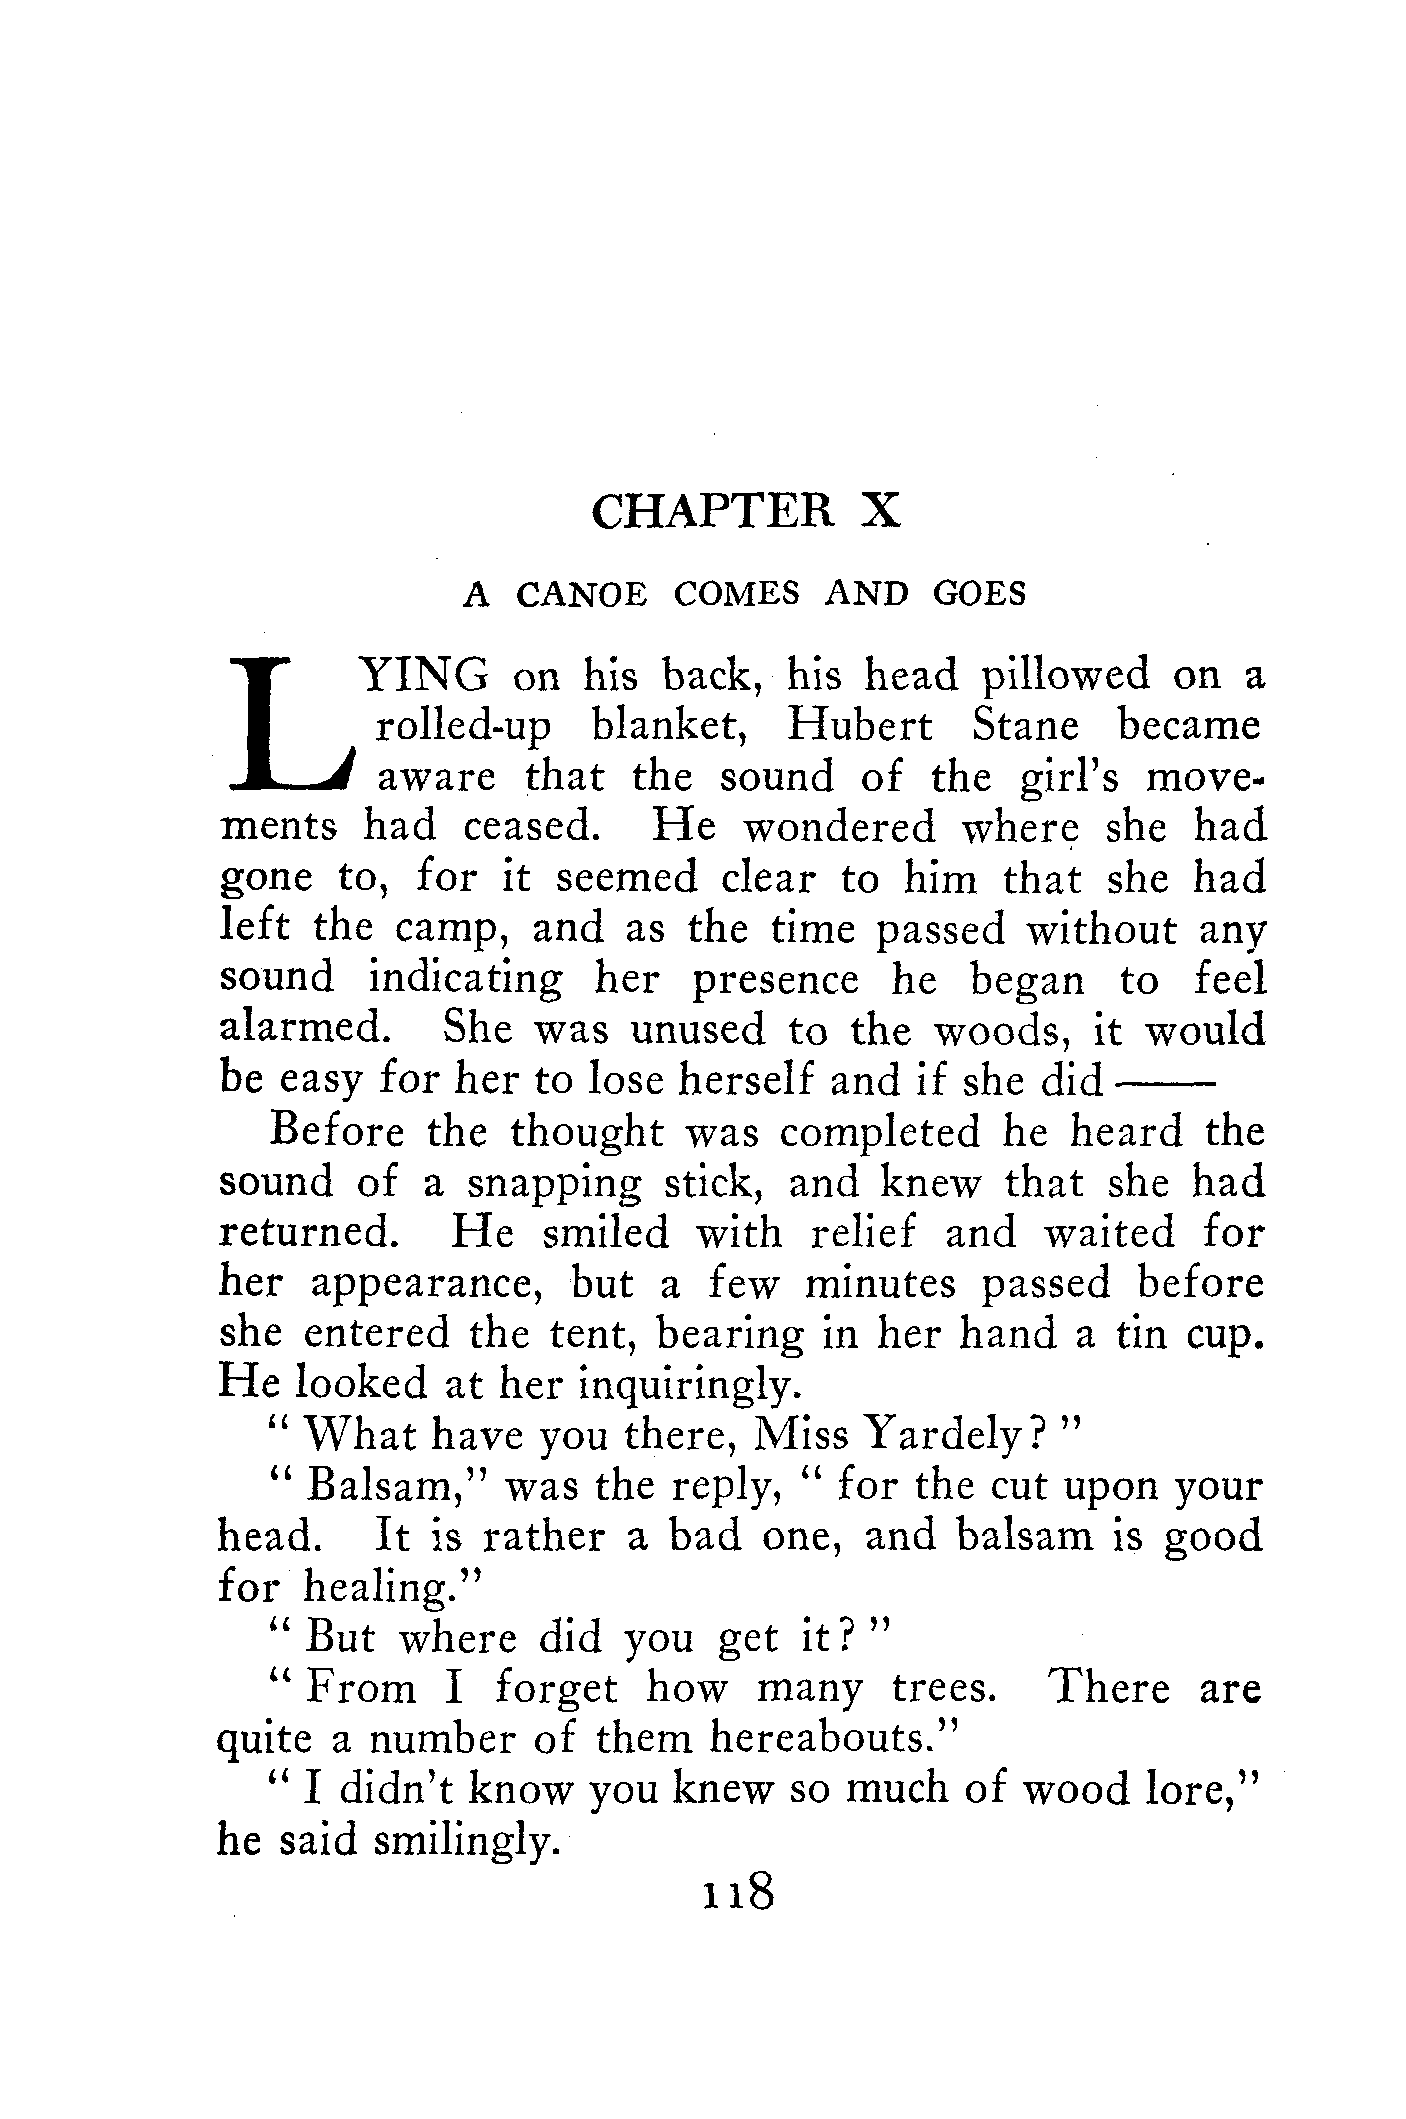 CHAPTER X
A CANOE COMES AND GOES
LYING on his back, his head pillowed on a
rolled-up blanket, Hubert Stane became
aware that the sound of the girl's move-
ments had ceased. He wondered where she had
gone to, for it seemed clear to him that she had
left the camp, and as the time passed without any
sound indicating her presence he began to feel
alarmed. She was unused to the woods, it would
be easy for her to lose herself and if she did——
Before the thought was completed he heard the
sound of a snapping stick, and knew that she had
returned. He smiled with relief and waited for
her appearance, but a few minutes passed before
she entered the tent, bearing in her hand a tin cup.
He looked at her inquiringly.
" What have you there, Miss Yardely? "
" Balsam," was the reply, " for the cut upon your
head. It is rather a bad one, and balsam is good
for healing."
" But where did you get it? "
" From I forget how many trees. There are
quite a number of them hereabouts."
" I didn't know you knew so much of wood lore,"
he said smilingly.
118